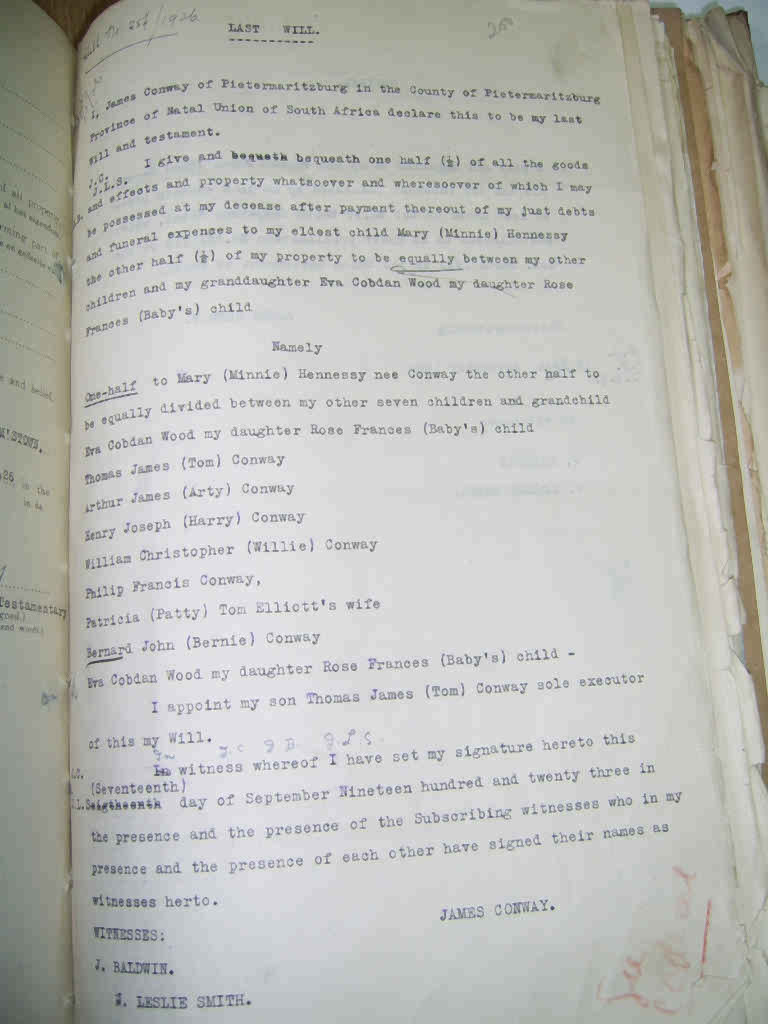 LAST WILL.
I, James Conway of Pietermaritzburg in the County of Pietermaritzburg
Province of Natal Union of South Africa declare this to be my last
Will and testament.
J.C.
I give and bequeth bequeath one half (½) of all the goods
J.L.S.
and effects and property whatsoever and wheresoever of which I may
be possessed at my decease after payment thereout of my just debts
and funeral expences to my eldest child Mary (Minnie) Hennessy
the other half (½) of my property to be equally between my other
children and my granddaughter Eva Cobdan Wood my daughter Rose
Frances (Baby's) child
Namely
One-half to Mary (Minnie) Hennessy nee Conway the other half to
be equally divided between my other seven children and grandchild
Eva Cobdan Wood my daughter Rose Frances (Baby's) child
Thomas James (Tom) Conway
Arthur James (Arty) Conway
Henry Joseph (Harry) Conway
William Christopher (Willie) Conway
Philip Francis Conway,
Patricia (Patty) Tom Elliott's wife
Bernard John (Bernie) Conway
Eva Cobdan Wood my daughter Rose Frances (Baby's) child -
I appoint my son Thomas James (Tom) Conway sole executor
of this my Will.
In J.C J B J.L S.
In witness whereof I have set my signature hereto this
(Seventeenth)
eigtheenth day of September Nineteen hundred and twenty three in
the presence and the presence of the Subscribing witnesses who in my
presence and the presence of each other have signed their names as
witnesses herto.
JAMES CONWAY.
WITNESSES:
J. BALDWIN.
J. LESLIE SMITH.